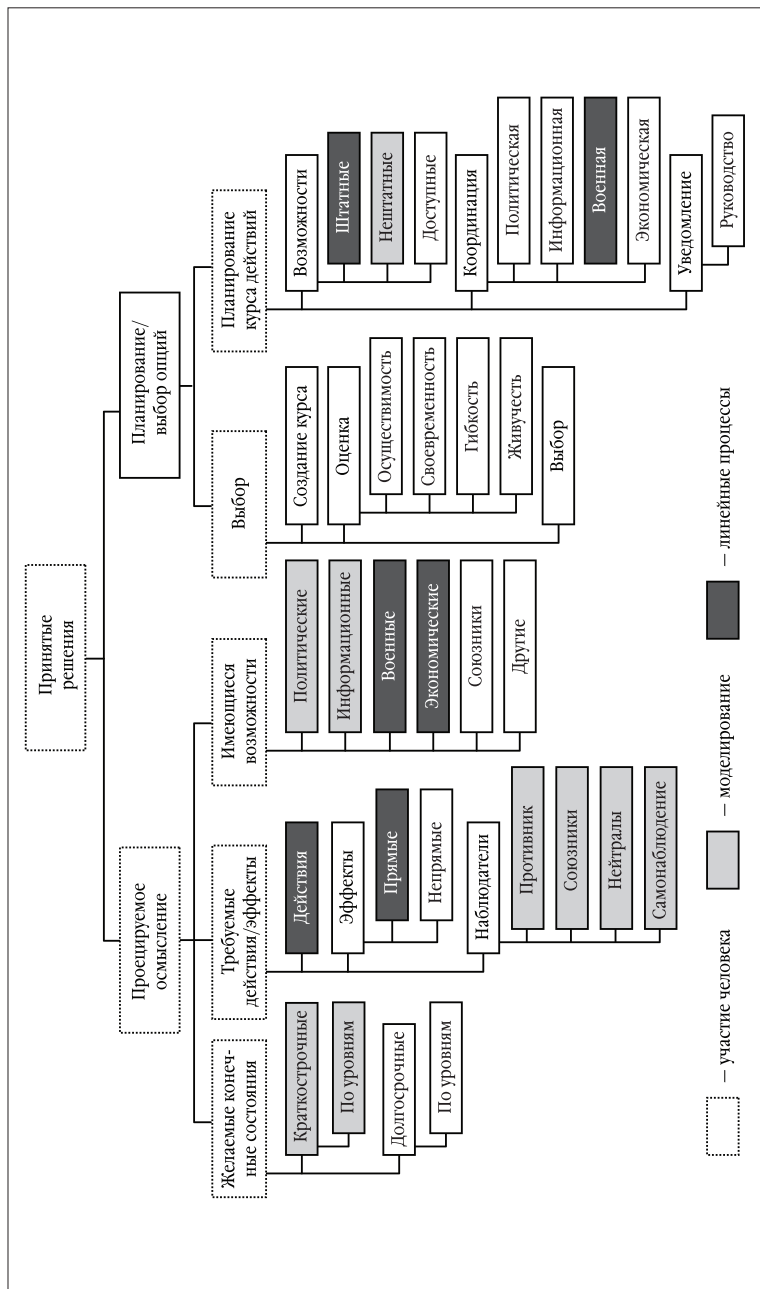 Принятые
решения
Проецируемое
осмысление
Желаемые конеч-
ные состояния
Краткострочные
По уровням
Долгосрочные
По уровням
Требуемые
действия/эффекты
Действия
Эффекты
Прямые
Непрямые
Наблюдатели
Противник
Союзники
Нейтралы
Самонаблюдение
Имеющиеся
возможности
Политические
Информационные
Военные
Экономические
Союзники
Другие
Планирование/
выбор опций
Выбор
Создание курса
Оценка
Осуществимость
Своевременность
Гибкость
Живучесть
Выбор
Планирование
курса действий
Возможности
Штатные
Нештатные
Доступные
Координация
Политическая
Информационная
Военная
Экономическая
Уведомление
Руководство
— участие человека
— моделирование
— линейные процессы